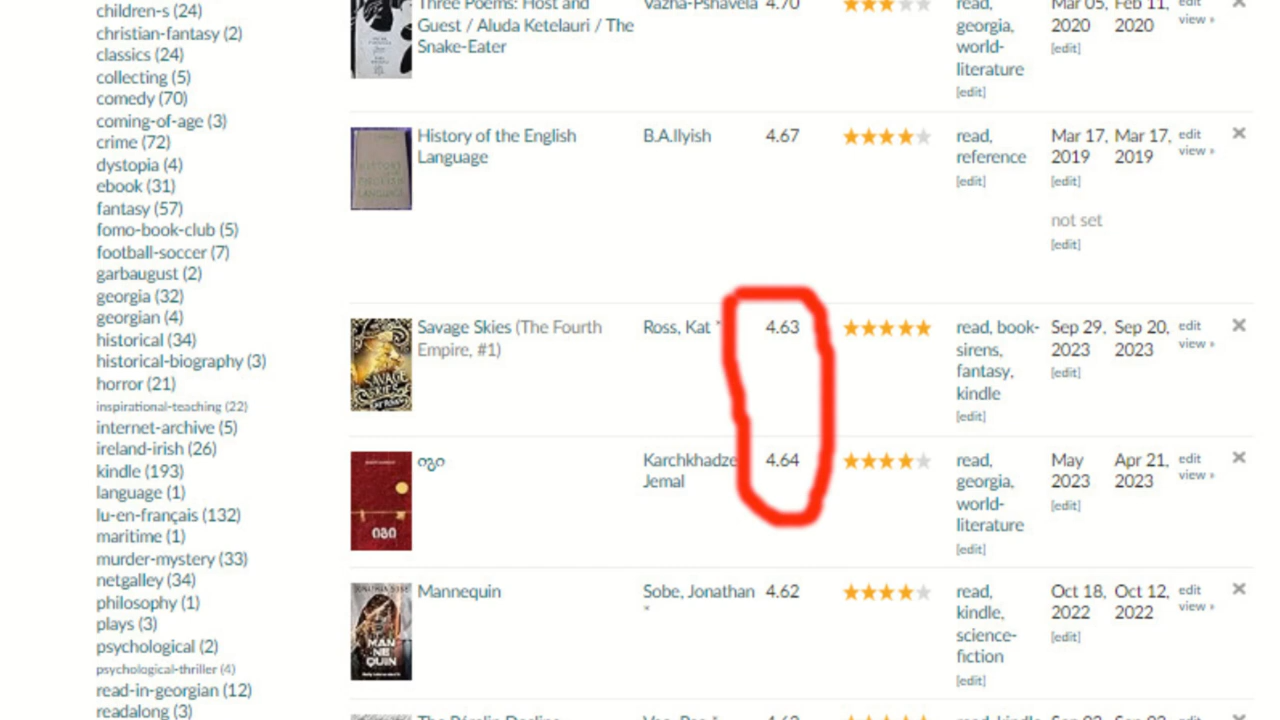 children-s (24)
christian-fantasy (2)
classics (24)
collecting (5)
comedy (70)
coming-of-age (3)
crime (72)
dystopia (4)
ebook (31)
fantasy (57)
fomo-book-club (5)
football-soccer (7)
garbaugust (2)
georgia (32)
georgian (4)
historical (34)
historical-biography (3)
horror (21)
inspirational-teaching (22)
internet-archive (5)
ireland-irish (26)
kindle (193)
language (1)
lu-en-français (132)
maritime (1)
murder-mystery (33)
netgalley (34)
philosophy (1)
plays (3)
psychological (2)
psychological-thriller (4)
read-in-georgian (12)
readalong (3)
Three Poems: Host and
Guest / Aluda Ketelauri / The
Snake-Eater
Vazha-Pshavela
4.70
read,
georgia,
world-
literature
[edit]
Mar 05,
2020
[edit]
Feb 11,
2020
edit
view »
History of the English
Language
B.A.Ilyish
4.67
read,
reference
[edit]
Mar 17,
2019
[edit]
not set
[edit]
Mar 17,
2019
edit
view »
Savage Skies (The Fourth
Empire, #1)
Ross, Kat *
4.63
read, book-
sirens,
fantasy,
kindle
[edit]
Sep 29,
2023
[edit]
Sep 20,
2023
edit
view »
იგი
იგი
Karchkhadze
Jemal
4.64
read,
georgia,
world-
literature
[edit]
May
2023
[edit]
Apr 21,
2023
edit
view »
MAN
NE
QUIN
Mannequin
Sobe, Jonathan
*
4.62
read,
kindle,
science-
fiction
[edit]
Oct 18,
2022
[edit]
Oct 12,
2022
edit
view »